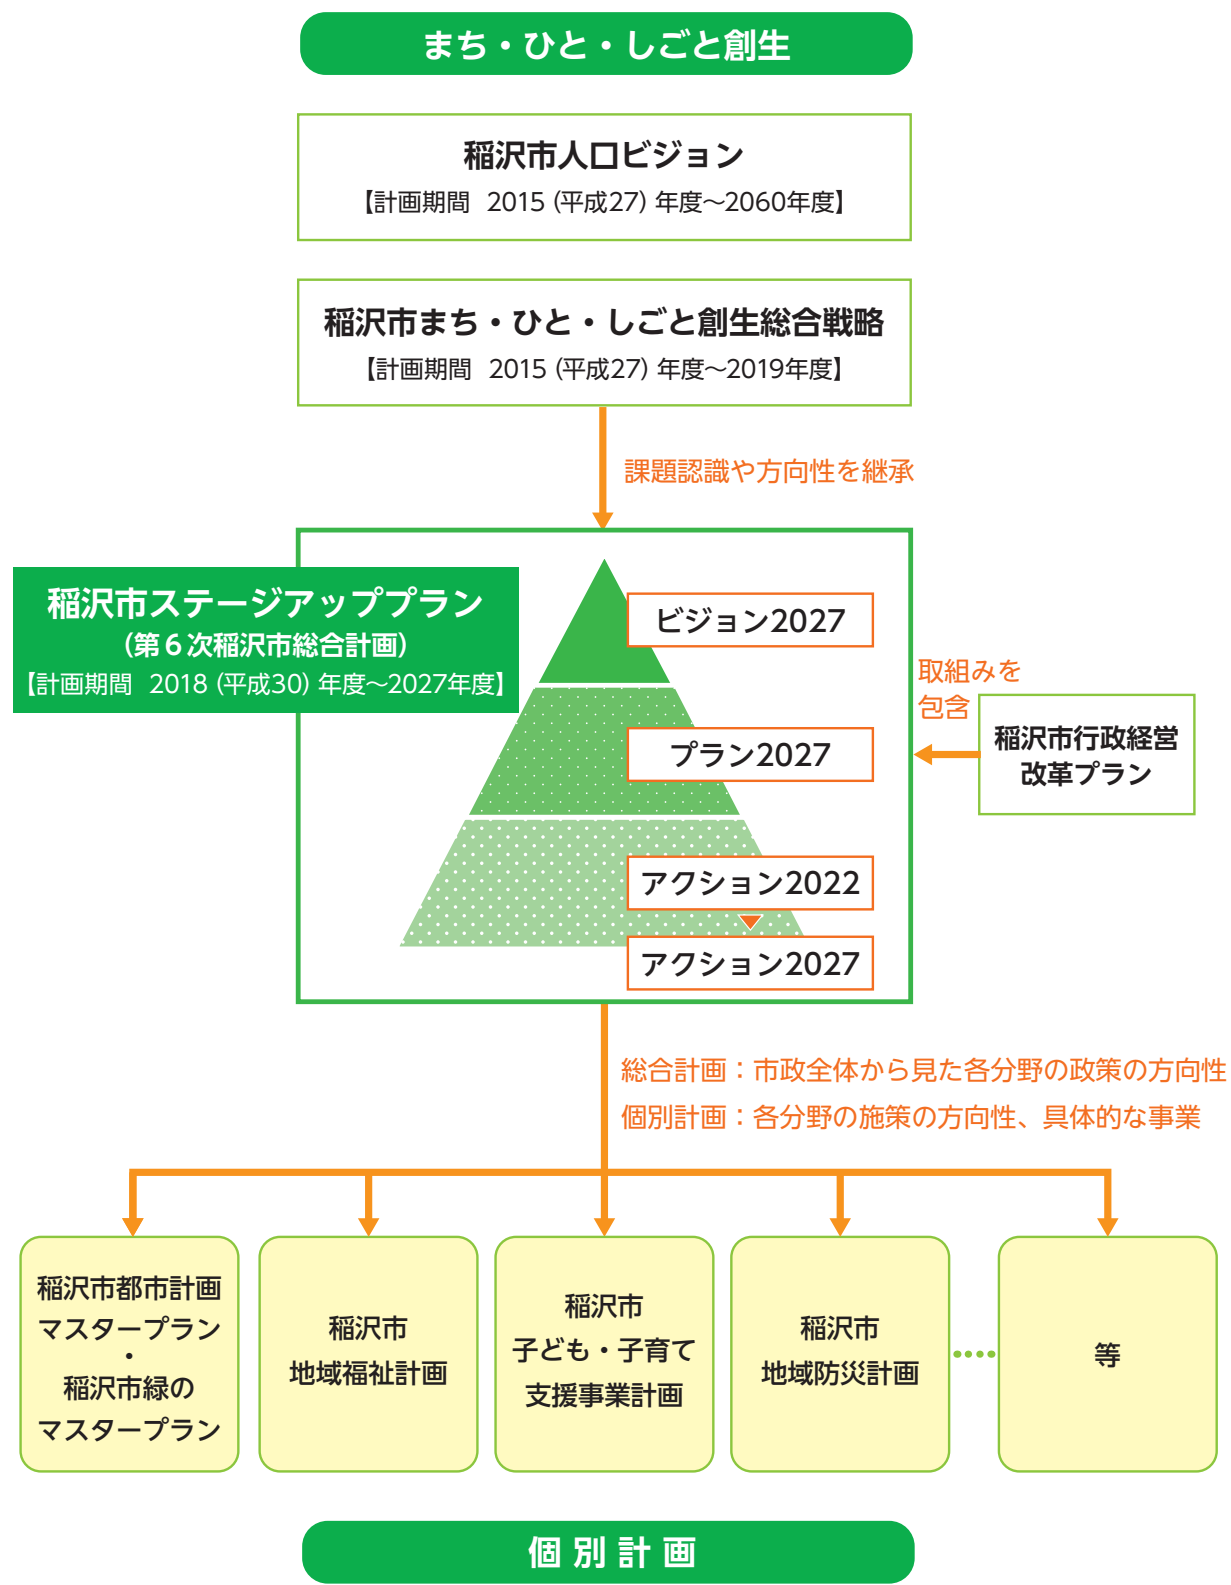 まち・ひと・しごと創生
稲沢市人口ビジョン
【計画期間 2015（平成27）年度～2060年度】
稲沢市まち・ひと・しごと創生総合戦略
【計画期間 2015（平成27）年度～2019年度】
課題認識や方向性を継承
稲沢市ステージアッププラン
（第６次稲沢市総合計画）
【計画期間 2018（平成30）年度～2027年度】
ビジョン2027
プラン2027
アクション2022
アクション2027
取組みを
包含
稲沢市行政経営
改革プラン
総合計画：市政全体から見た各分野の政策の方向性
個別計画：各分野の施策の方向性、具体的な事業
稲沢市都市計画
マスタープラン
・
稲沢市緑の
マスタープラン
稲沢市
地域福祉計画
稲沢市
子ども・子育て
支援事業計画
稲沢市
地域防災計画
等
個別計画